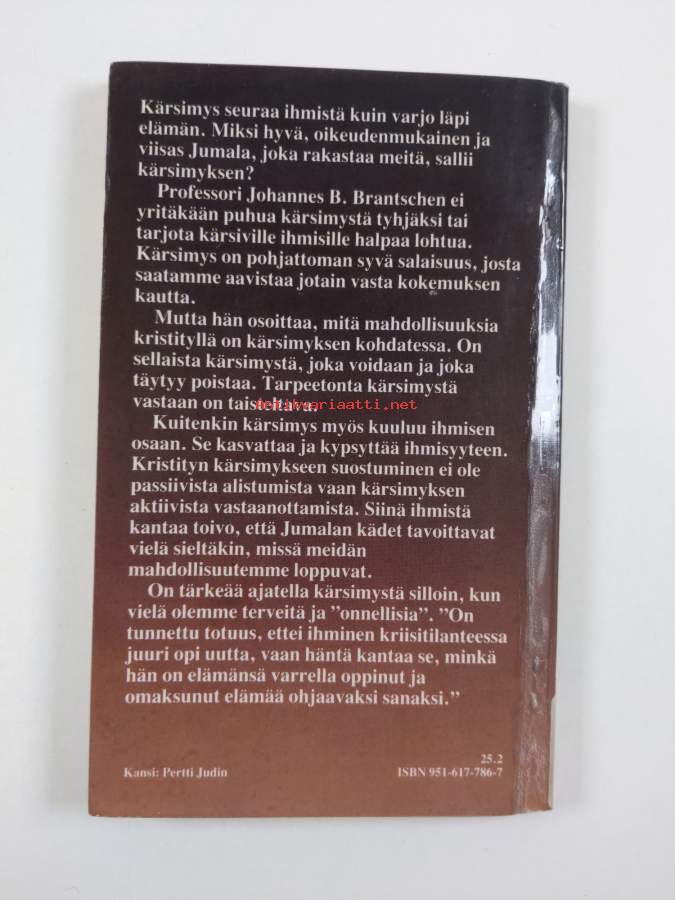 Kärsimys seuraa ihmistä kuin varjo läpi
elämän. Miksi hyvä, oikeudenmukainen ja
viisas Jumala, joka rakastaa meitä, sallii
kärsimyksen?
Professori Johannes B. Brantschen ei
yritäkään puhua kärsimystä tyhjäksi tai
tarjota kärsiville ihmisille halpaa lohtua.
Kärsimys on pohjattoman syvä salaisuus, josta
saatamme aavistaa jotain vasta kokemuksen
kautta.
Mutta hän osoittaa, mitä mahdollisuuksia
kristityllä on kärsimyksen kohdatessa. On
sellaista kärsimystä, joka voidaan ja joka
täytyy poistaa. Tarpeetonta kärsimystä
vastaan on taisteltava.
Kuitenkin kärsimys myös kuuluu ihmisen
osaan. Se kasvattaa ja kypsyttää ihmisyyteen.
Kristityn kärsimykseen suostuminen ei ole
passiivista alistumista vaan kärsimyksen
aktiivista vastaanottamista. Siinä ihmistä
kantaa toivo, että Jumalan kädet tavoittavat
vielä sieltäkin, missä meidän
mahdollisuutemme loppuvat.
On tärkeää ajatella kärsimystä silloin, kun
vielä olemme terveitä ja ”onnellisia”. ”On
tunnettu totuus, ettei ihminen kriisitilanteessa
juuri opi uutta, vaan häntä kantaa se, minkä
hän on elämänsä varrella oppinut ja
omaksunut elämää ohjaavaksi sanaksi.”
25.2
Kansi: Pertti Judin ISBN 951-617-786-7